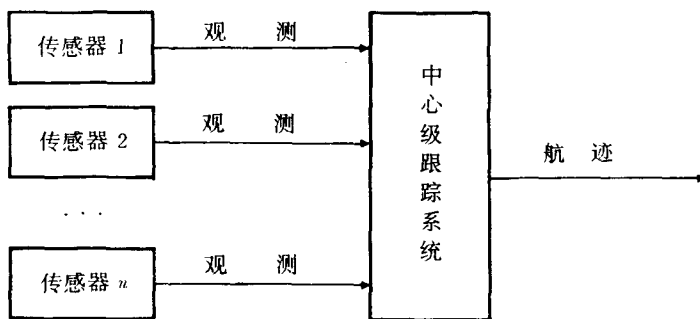 传感器 1
观 测
传感器 2
观 测
···
传感器 n
观 测
中心级跟踪系统
航 迹